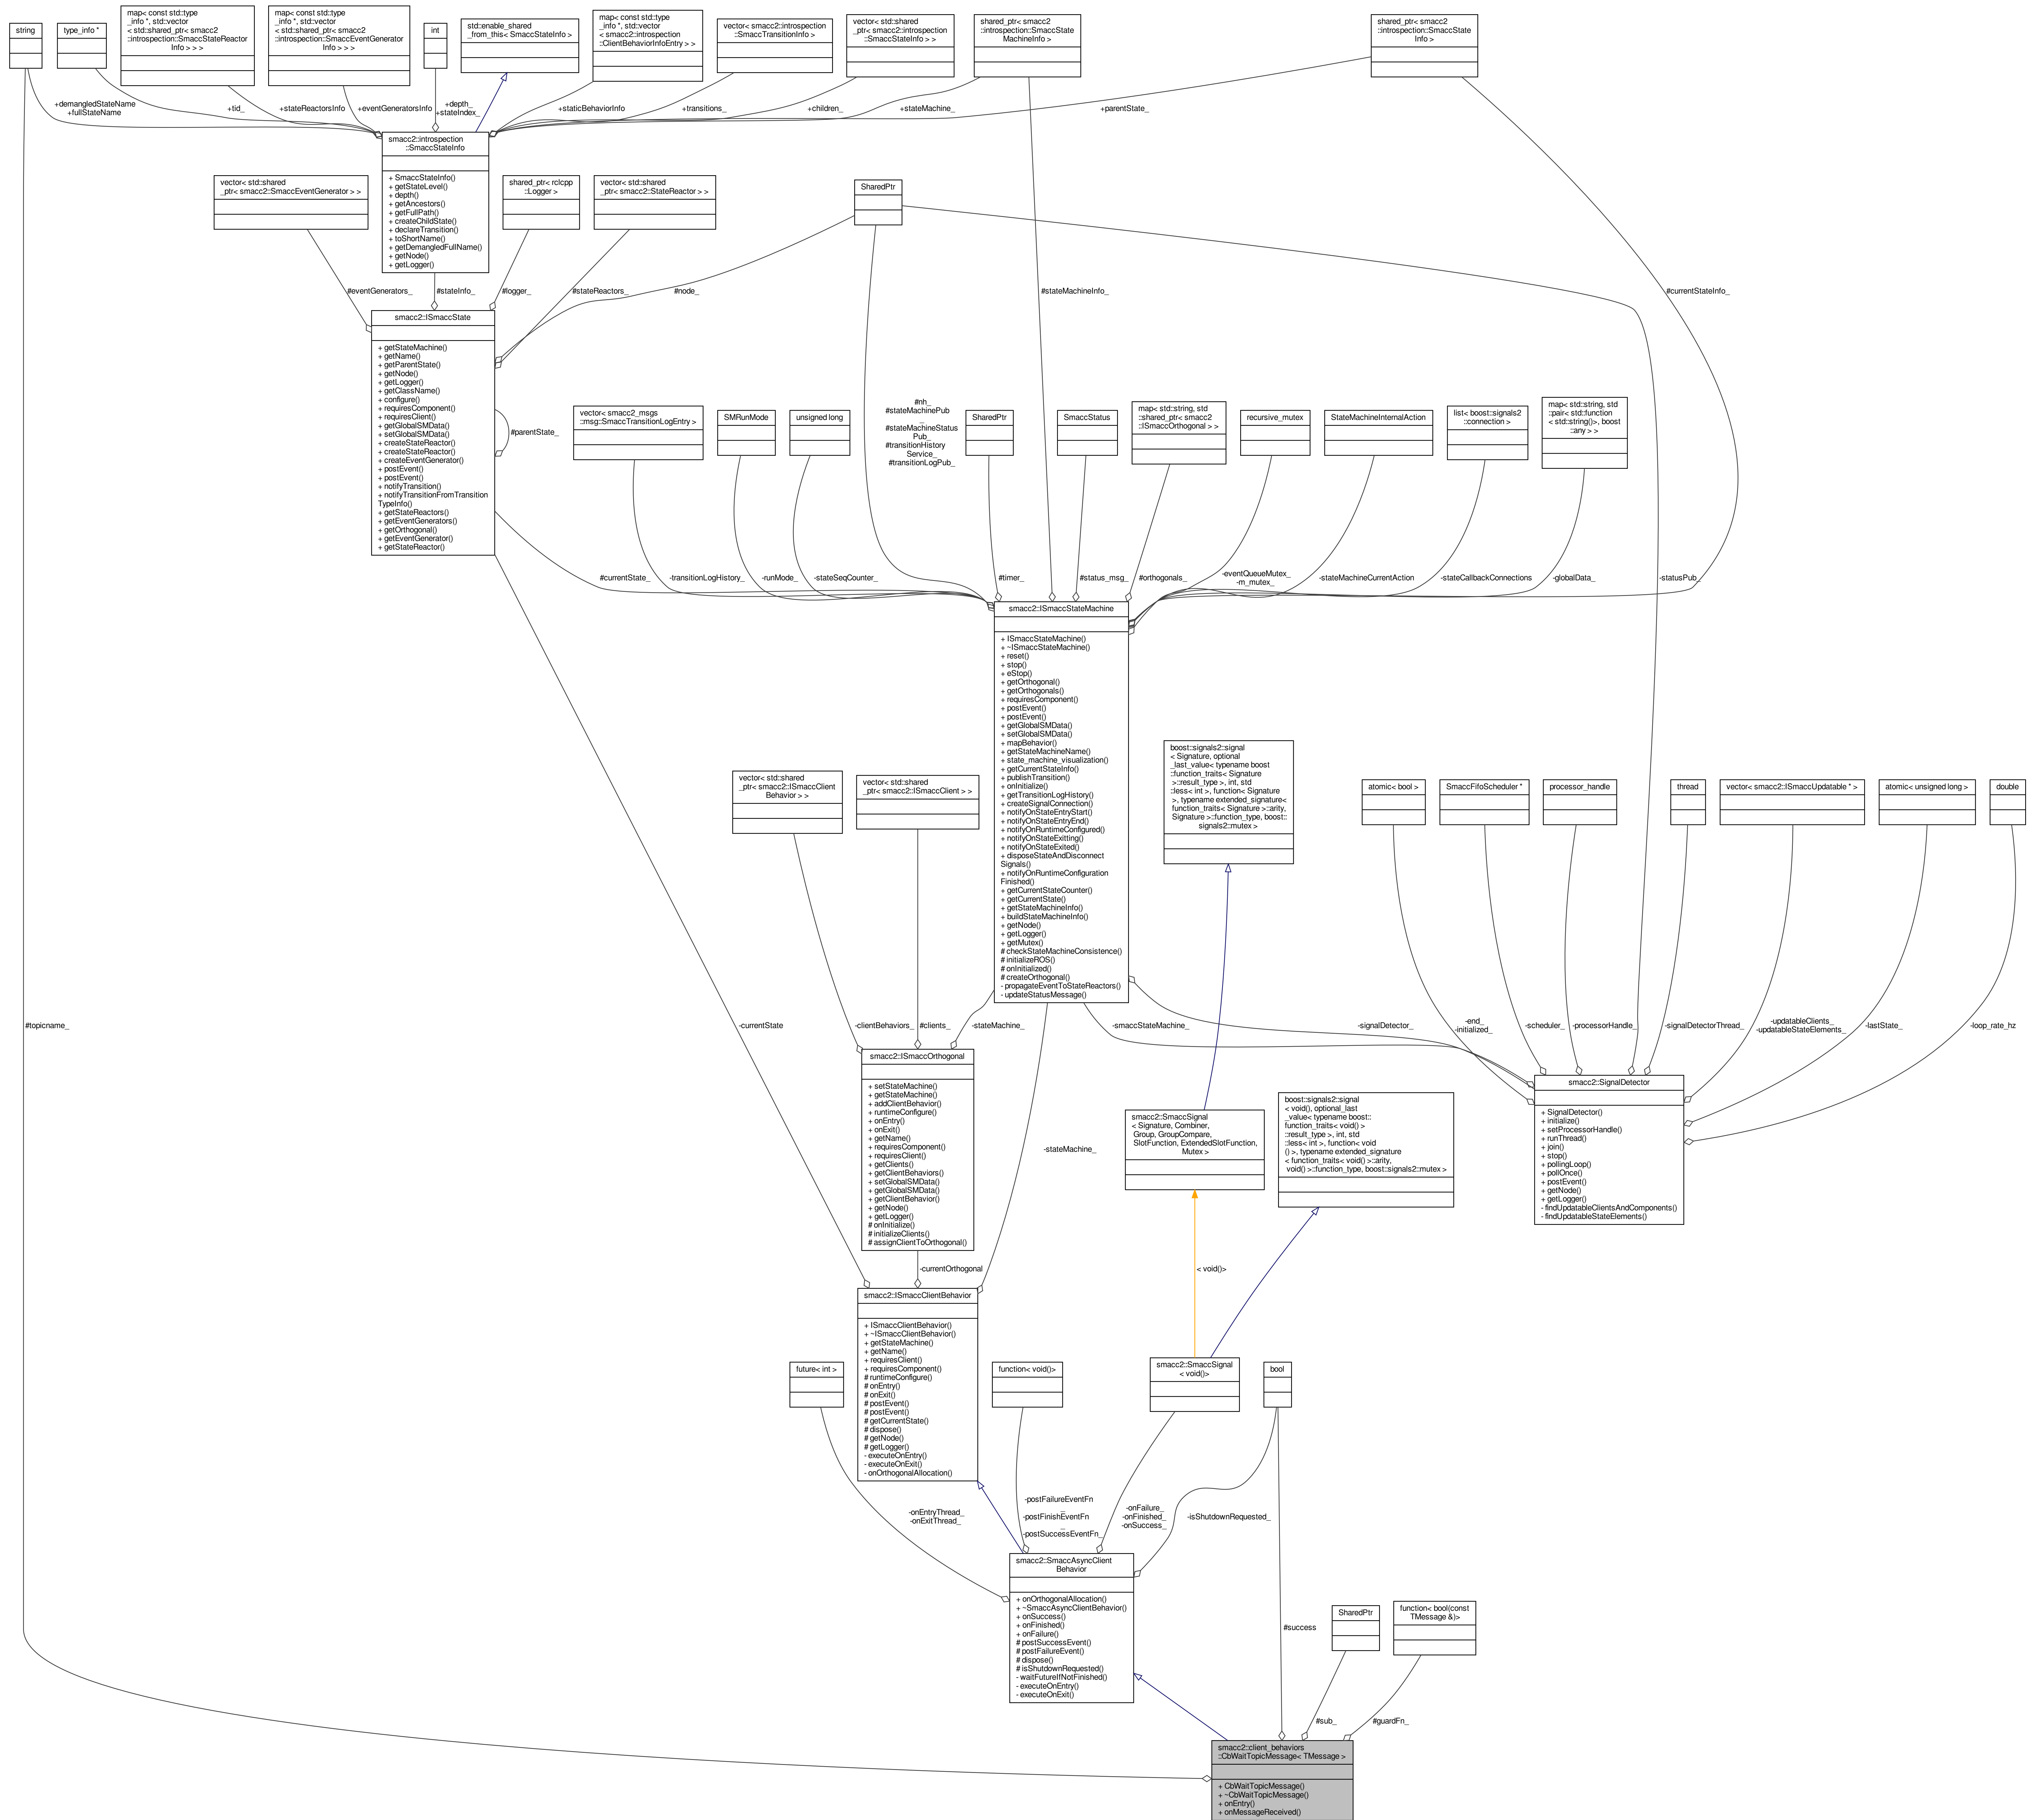 string
type_info *
map< const std::type
_info *, std::vector
< std::shared_ptr< smacc2
::introspection::SmaccStateReactor
Info > > >
map< const std::type
_info *, std::vector
< std::shared_ptr< smacc2
::introspection::SmaccEventGenerator
Info > > >
int
std::enable_shared
_from_this< SmaccStateInfo >
map< const std::type
_info *, std::vector
< smacc2::introspection
::ClientBehaviorInfoEntry > >
vector< smacc2::introspection
::SmaccTransitionInfo >
vector< std::shared
_ptr< smacc2::introspection
::SmaccStateInfo > >
shared_ptr< smacc2
::introspection::SmaccState
MachineInfo >
shared_ptr< smacc2
::introspection::SmaccState
Info >
+demangledStateName
+fullStateName
+tid_
+stateReactorsInfo
+eventGeneratorsInfo
+depth_
+stateIndex_
+staticBehaviorInfo
+transitions_
+children_
+stateMachine_
+parentState_
smacc2::introspection
::SmaccStateInfo
+ SmaccStateInfo()
+ getStateLevel()
+ depth()
+ getAncestors()
+ getFullPath()
+ createChildState()
+ declareTransition()
+ toShortName()
+ getDemangledFullName()
+ getNode()
+ getLogger()
vector< std::shared
_ptr< smacc2::SmaccEventGenerator > >
shared_ptr< rclcpp
::Logger >
vector< std::shared
_ptr< smacc2::StateReactor > >
SharedPtr
#eventGenerators_
#stateInfo_
#logger_
#stateReactors_
#node_
#stateMachineInfo_
#currentStateInfo_
smacc2::ISmaccState
+ getStateMachine()
+ getName()
+ getParentState()
+ getNode()
+ getLogger()
+ getClassName()
+ configure()
+ requiresComponent()
+ requiresClient()
+ getGlobalSMData()
+ setGlobalSMData()
+ createStateReactor()
+ createStateReactor()
+ createEventGenerator()
+ postEvent()
+ postEvent()
+ notifyTransition()
+ notifyTransitionFromTransition
TypeInfo()
+ getStateReactors()
+ getEventGenerators()
+ getOrthogonal()
+ getEventGenerator()
+ getStateReactor()
#parentState_
vector< smacc2_msgs
::msg::SmaccTransitionLogEntry >
SMRunMode
unsigned long
#nh_
#stateMachinePub
_
#stateMachineStatus
Pub_
#transitionHistory
Service_
#transitionLogPub_
SharedPtr
SmaccStatus
map< std::string, std
::shared_ptr< smacc2
::ISmaccOrthogonal > >
recursive_mutex
StateMachineInternalAction
list< boost::signals2
::connection >
map< std::string, std
::pair< std::function
< std::string()>, boost
::any > >
#currentState_
-transitionLogHistory_
-runMode_
-stateSeqCounter_
#timer_
#status_msg_
#orthogonals_
-eventQueueMutex_
-m_mutex_
-stateMachineCurrentAction
-stateCallbackConnections
-globalData_
-statusPub_
smacc2::ISmaccStateMachine
+ ISmaccStateMachine()
+ ~ISmaccStateMachine()
+ reset()
+ stop()
+ eStop()
+ getOrthogonal()
+ getOrthogonals()
+ requiresComponent()
+ postEvent()
+ postEvent()
+ getGlobalSMData()
+ setGlobalSMData()
+ mapBehavior()
+ getStateMachineName()
+ state_machine_visualization()
+ getCurrentStateInfo()
+ publishTransition()
+ onInitialize()
+ getTransitionLogHistory()
+ createSignalConnection()
+ notifyOnStateEntryStart()
+ notifyOnStateEntryEnd()
+ notifyOnRuntimeConfigured()
+ notifyOnStateExitting()
+ notifyOnStateExited()
+ disposeStateAndDisconnect
Signals()
+ notifyOnRuntimeConfiguration
Finished()
+ getCurrentStateCounter()
+ getCurrentState()
+ getStateMachineInfo()
+ buildStateMachineInfo()
+ getNode()
+ getLogger()
+ getMutex()
# checkStateMachineConsistence()
# initializeROS()
# onInitialized()
# createOrthogonal()
- propagateEventToStateReactors()
- updateStatusMessage()
boost::signals2::signal
< Signature, optional
_last_value< typename boost
::function_traits< Signature
>::result_type >, int, std
::less< int >, function< Signature
>, typename extended_signature<
function_traits< Signature >::arity,
Signature >::function_type, boost::
signals2::mutex >
vector< std::shared
_ptr< smacc2::ISmaccClient
Behavior > >
vector< std::shared
_ptr< smacc2::ISmaccClient > >
atomic< bool >
SmaccFifoScheduler *
processor_handle
thread
vector< smacc2::ISmaccUpdatable * >
atomic< unsigned long >
double
#topicname_
-currentState
-clientBehaviors_
#clients_
-stateMachine_
-smaccStateMachine_
-signalDetector_
-end_
-initialized_
-scheduler_
-processorHandle_
-signalDetectorThread_
-updatableClients_
-updatableStateElements_
-lastState_
-loop_rate_hz
smacc2::ISmaccOrthogonal
+ setStateMachine()
+ getStateMachine()
+ addClientBehavior()
+ runtimeConfigure()
+ onEntry()
+ onExit()
+ getName()
+ requiresComponent()
+ requiresClient()
+ getClients()
+ getClientBehaviors()
+ setGlobalSMData()
+ getGlobalSMData()
+ getClientBehavior()
+ getNode()
+ getLogger()
# onInitialize()
# initializeClients()
# assignClientToOrthogonal()
-stateMachine_
smacc2::SmaccSignal
< Signature, Combiner,
Group, GroupCompare,
SlotFunction, ExtendedSlotFunction,
Mutex >
boost::signals2::signal
< void(), optional_last
_value< typename boost::
function_traits< void() >
::result_type >, int, std
::less< int >, function< void
() >, typename extended_signature
< function_traits< void() >::arity,
void() >::function_type, boost::signals2::mutex >
smacc2::SignalDetector
+ SignalDetector()
+ initialize()
+ setProcessorHandle()
+ runThread()
+ join()
+ stop()
+ pollingLoop()
+ pollOnce()
+ postEvent()
+ getNode()
+ getLogger()
- findUpdatableClientsAndComponents()
- findUpdatableStateElements()
-currentOrthogonal
< void()>
smacc2::ISmaccClientBehavior
+ ISmaccClientBehavior()
+ ~ISmaccClientBehavior()
+ getStateMachine()
+ getName()
+ requiresClient()
+ requiresComponent()
# runtimeConfigure()
# onEntry()
# onExit()
# postEvent()
# postEvent()
# getCurrentState()
# dispose()
# getNode()
# getLogger()
- executeOnEntry()
- executeOnExit()
- onOrthogonalAllocation()
future< int >
function< void()>
smacc2::SmaccSignal
< void()>
bool
-onEntryThread_
-onExitThread_
-postFailureEventFn
_
-postFinishEventFn
_
-postSuccessEventFn_
-onFailure_
-onFinished_
-onSuccess_
-isShutdownRequested_
smacc2::SmaccAsyncClient
Behavior
+ onOrthogonalAllocation()
+ ~SmaccAsyncClientBehavior()
+ onSuccess()
+ onFinished()
+ onFailure()
# postSuccessEvent()
# postFailureEvent()
# dispose()
# isShutdownRequested()
- waitFutureIfNotFinished()
- executeOnEntry()
- executeOnExit()
#success
SharedPtr
function< bool(const
TMessage &)>
#sub_
#guardFn_
smacc2::client_behaviors
::CbWaitTopicMessage< TMessage >
+ CbWaitTopicMessage()
+ ~CbWaitTopicMessage()
+ onEntry()
+ onMessageReceived()